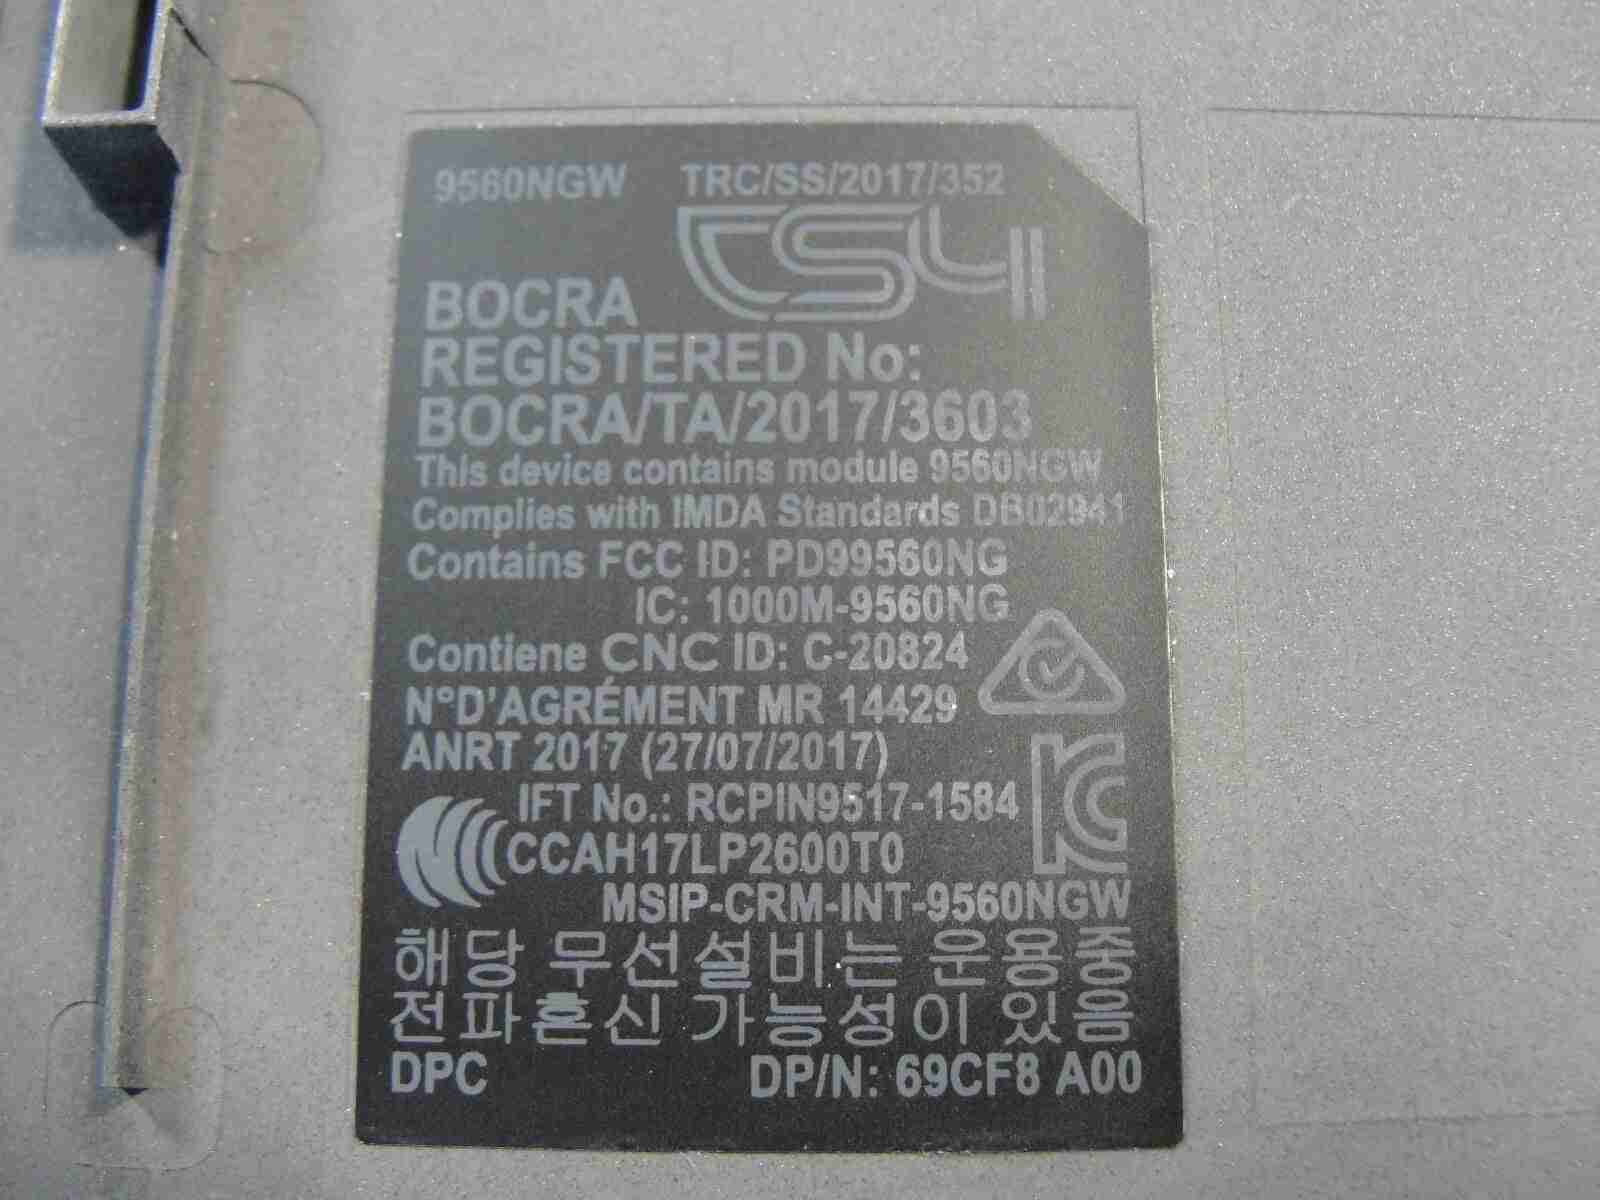 9560NGW TRC/SS/2017/352
BOCRA
REGISTERED No:
BOCRA/TA/2017/3603
This device contains module 9560NGW
Complies with IMDA Standards DB02941
Contains FCC ID: PD99560NG
IC: 1000M-9560NG
Contiene CNC ID: C-20824
N°D'AGRÉMENT MR 14429
ANRT 2017 (27/07/2017)
IFT No.: RCPIN9517-1584
CCAH17LP2600T0
MSIP-CRM-INT-9560NGW
해당 무선설비는 운용중
전파혼신 가능성이 있음
DPC DP/N: 69CF8 A00